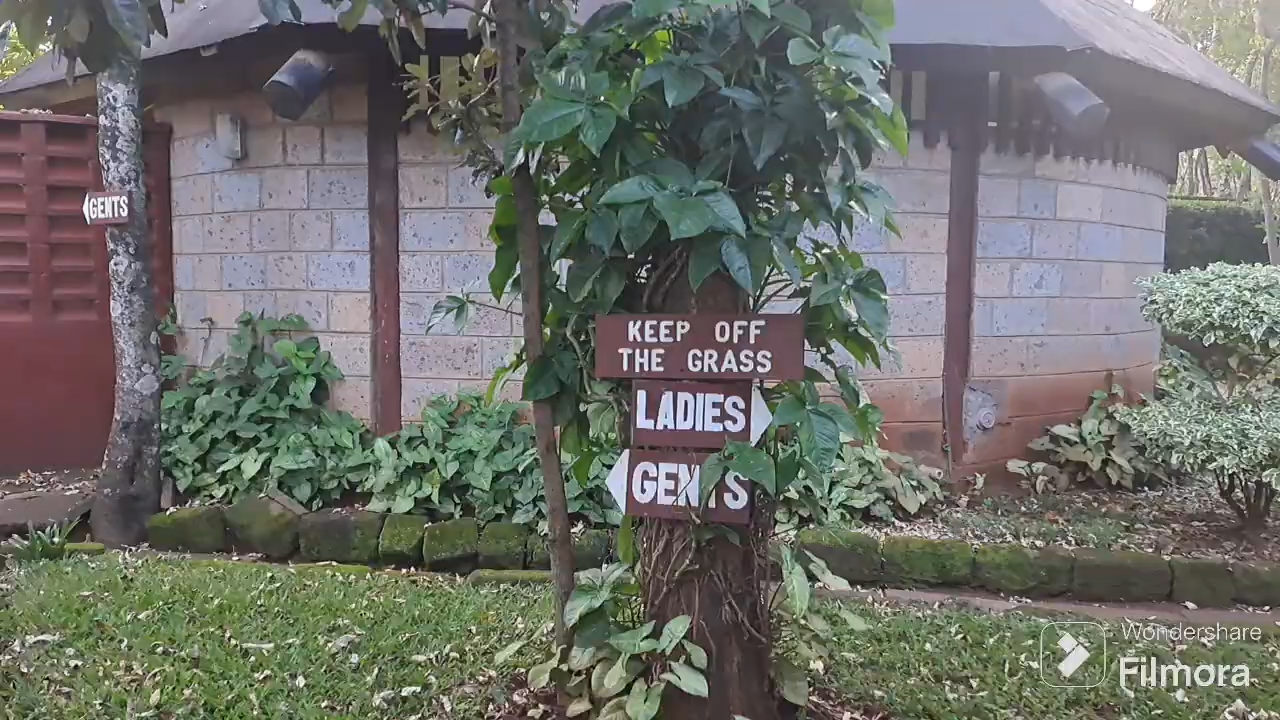 GENTS
KEEP OFF
THE GRASS
LADIES
GENTS
Wondershare
Filmora